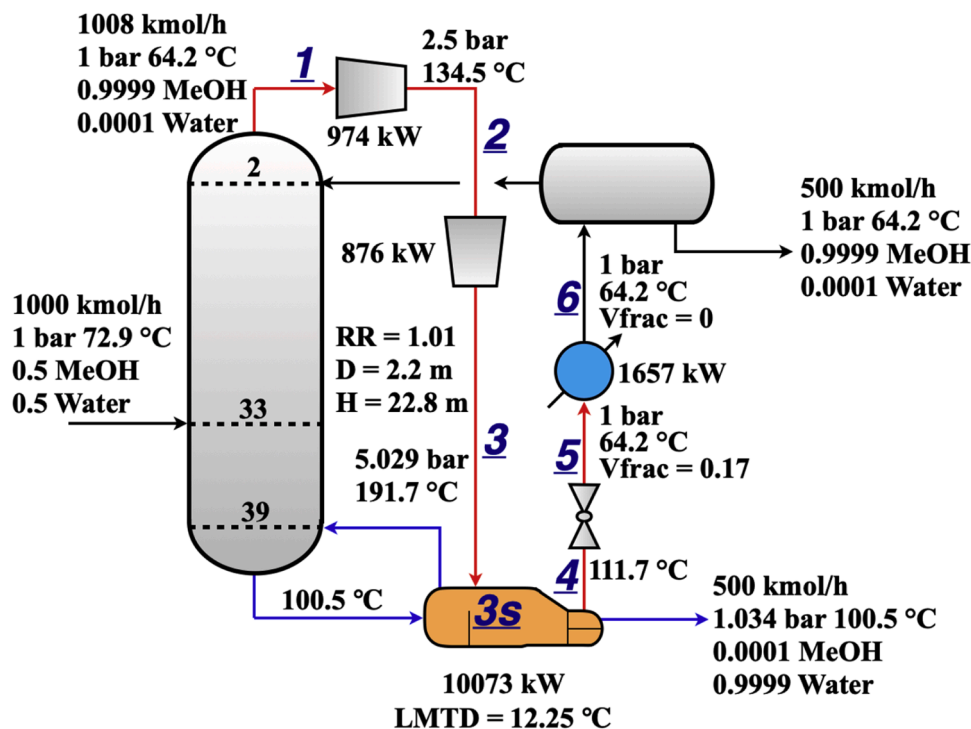 1008 kmol/h
1 bar 64.2 °C
0.9999 MeOH
0.0001 Water
1
2.5 bar
134.5 °C
974 kW
2
2
876 kW
500 kmol/h
1 bar 64.2 °C
0.9999 MeOH
0.0001 Water
1 bar
64.2 °C
Vfrac = 0
6
1000 kmol/h
1 bar 72.9 °C
0.5 MeOH
0.5 Water
RR = 1.01
D = 2.2 m
H = 22.8 m
1657 kW
33
3
5.029 bar
191.7 °C
1 bar
64.2 °C
Vfrac = 0.17
5
39
4
111.7 °C
100.5 °C
3s
500 kmol/h
1.034 bar 100.5 °C
0.0001 MeOH
0.9999 Water
10073 kW
LMTD = 12.25 °C